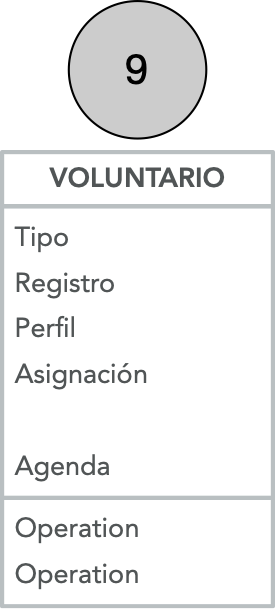 9
VOLUNTARIO
Tipo
Registro
Perfil
Asignación
Agenda
Operation
Operation